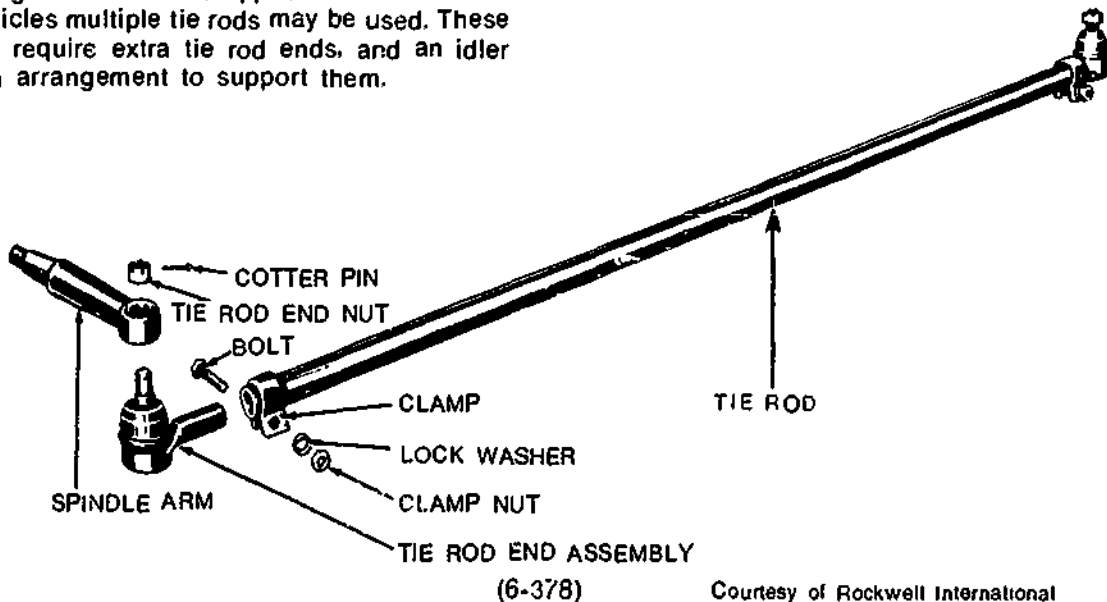 vehicles multiple tie rods may be used. These
require extra tie rod ends, and an idler
arrangement to support them.
COTTER PIN
TIE ROD END NUT
BOLT
CLAMP
TIE ROD
LOCK WASHER
SPINDLE ARM
CLAMP NUT
TIE ROD END ASSEMBLY
(6-378)
Courtesy of Rockwell International